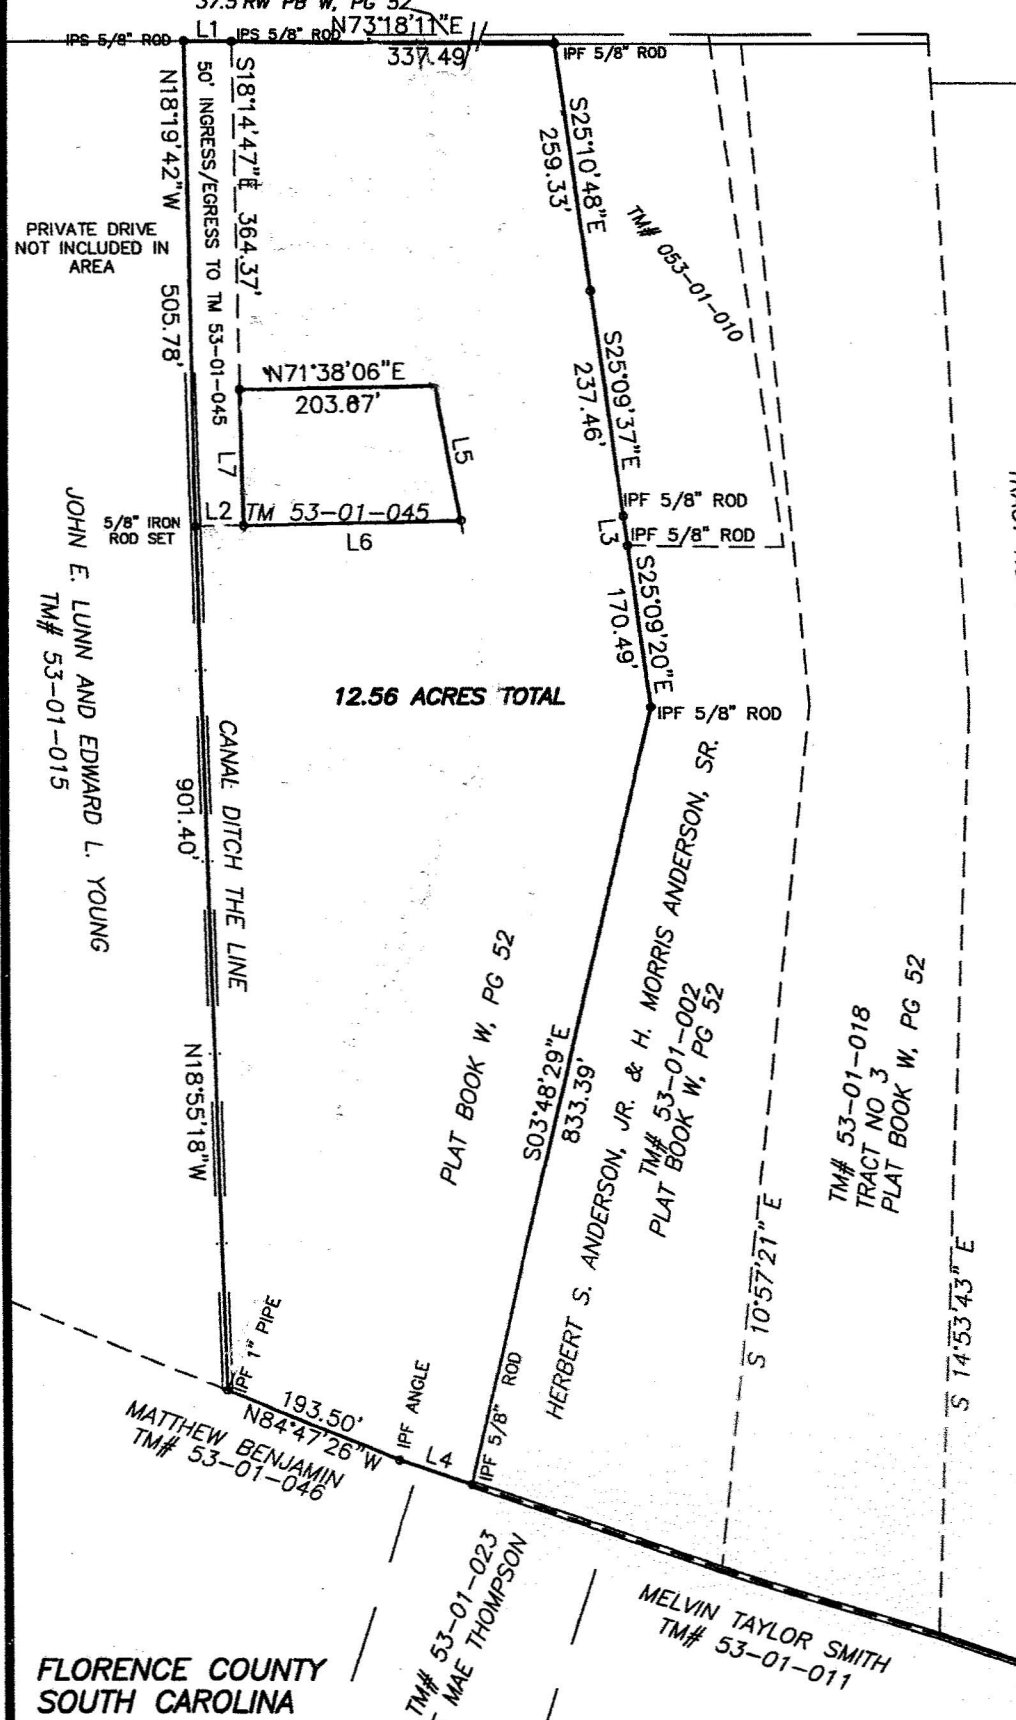 37.5 RW PB W, PG 52
L1
N73°18'11"E
IPS 5/8" ROD
IPS 5/8" ROD
337.49'
IPF 5/8" ROD
N18°19'42"W
505.78'
50' INGRESS/EGRESS TO TM 53-01-045
S18°14'47"E 364.37'
S25°10'48"E
259.33'
TM# 053-01-010
PRIVATE DRIVE
NOT INCLUDED IN
AREA
S25°09'37"E
237.46'
N71°38'06"E
203.87'
L5
L7
L2
TM 53-01-045
L6
5/8" IRON
ROD SET
IPF 5/8" ROD
L3
IPF 5/8" ROD
S25°09'20"E
170.49'
JOHN E. LUNN AND EDWARD L. YOUNG
TM# 53-01-015
12.56 ACRES TOTAL
IPF 5/8" ROD
CANAL DITCH THE LINE
901.40'
N18°55'18"W
PLAT BOOK W, PG 52
S03°48'29"E
833.39'
HERBERT S. ANDERSON, JR. & H. MORRIS ANDERSON, SR.
TM# 53-01-002
PLAT BOOK W, PG 52
TM# 53-01-018
TRACT NO 3
PLAT BOOK W, PG 52
S 10°57'21" E
S 14°53'43" E
IPF 1" PIPE
193.50'
N84°47'26"W
IPF ANGLE
L4
IPF 5/8" ROD
MATTHEW BENJAMIN
TM# 53-01-046
TM# 53-01-023
MAE THOMPSON
MELVIN TAYLOR SMITH
TM# 53-01-011
FLORENCE COUNTY
SOUTH CAROLINA